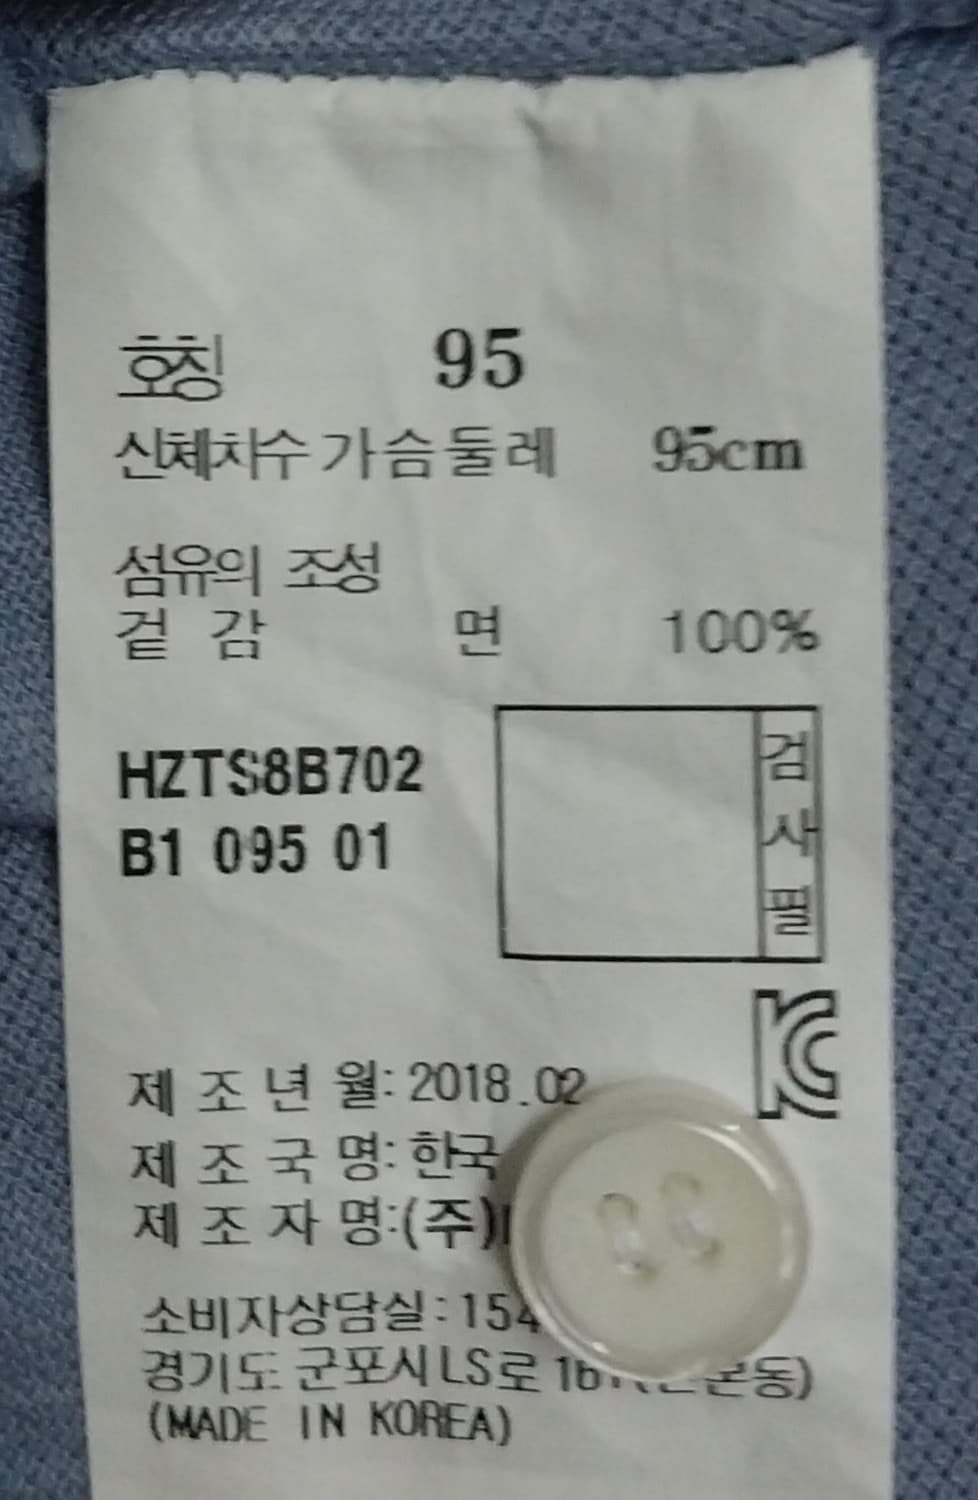 호칭 95
신체치수 가슴둘레 95cm
섬유의 조성
겉 감 면 100%
HZTS8B702
B1 095 01
검사필
KC
제 조 년 월: 2018.02
제 조 국 명: 한국
제 조 자 명:(주)
소비자상담실: 154
경기도 군포시 LS로
(MADE IN KOREA)